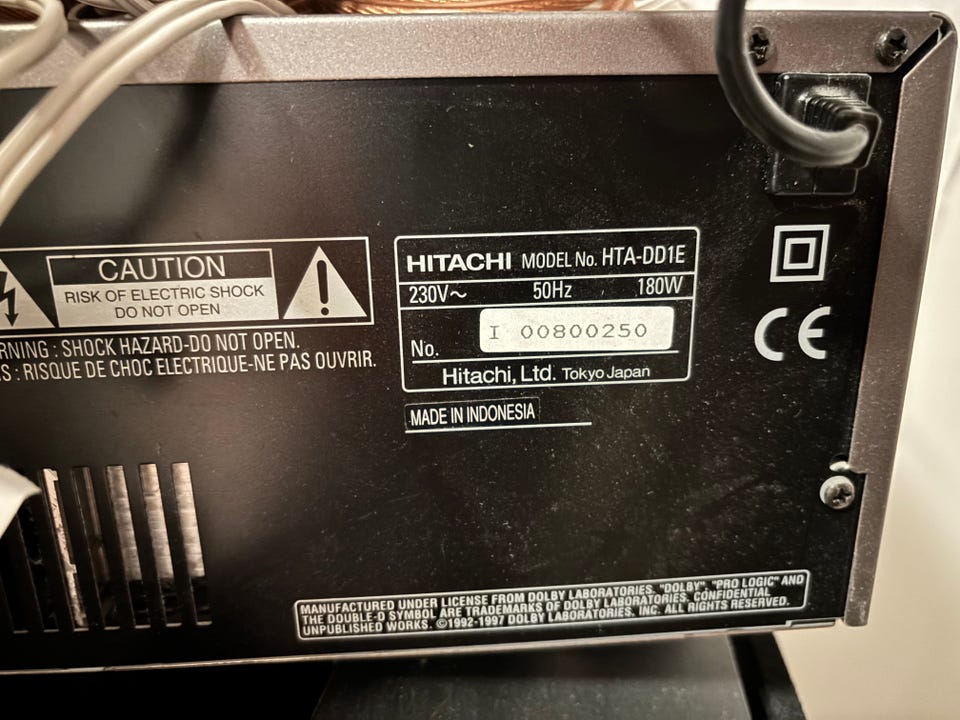 CAUTION
RISK OF ELECTRIC SHOCK
DO NOT OPEN
RNING : SHOCK HAZARD-DO NOT OPEN.
S : RISQUE DE CHOC ELECTRIQUE-NE PAS OUVRIR.
HITACHI MODEL No. HTA-DD1E
230V~ 50Hz 180W
No. I 00800250
Hitachi, Ltd. Tokyo Japan
MADE IN INDONESIA
CE
MANUFACTURED UNDER LICENSE FROM DOLBY LABORATORIES. "DOLBY", "PRO LOGIC" AND
THE DOUBLE-D SYMBOL ARE TRADEMARKS OF DOLBY LABORATORIES. CONFIDENTIAL
UNPUBLISHED WORKS. ©1992-1997 DOLBY LABORATORIES, INC. ALL RIGHTS RESERVED.